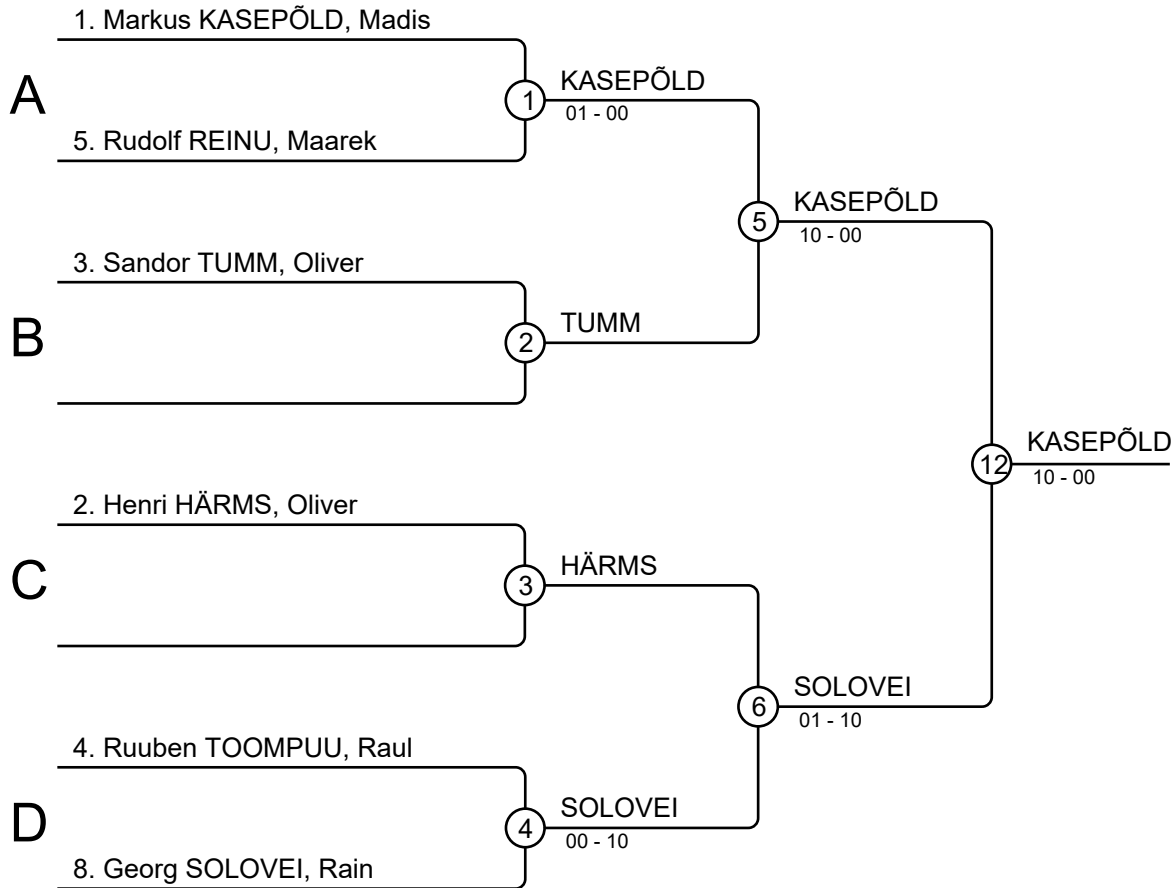 1. Markus KASEPÕLD, Madis
A
1
KASEPÕLD
01 - 00
5. Rudolf REINU, Maarek
5
KASEPÕLD
10 - 00
3. Sandor TUMM, Oliver
B
2
TUMM
12
KASEPÕLD
10 - 00
2. Henri HÄRMS, Oliver
C
3
HÄRMS
6
SOLOVEI
01 - 10
4. Ruuben TOOMPUU, Raul
D
4
SOLOVEI
00 - 10
8. Georg SOLOVEI, Rain